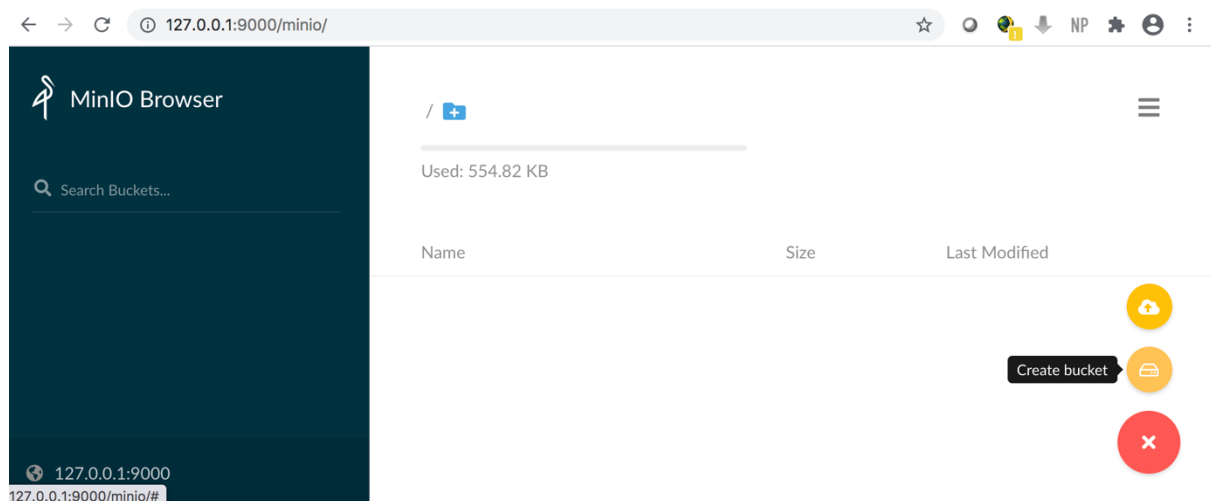 127.0.0.1:9000/minio/
NP
MinIO Browser
Search Buckets...
/
Used: 554.82 KB
Name Size Last Modified
Create bucket
127.0.0.1:9000
127.0.0.1:9000/minio/#